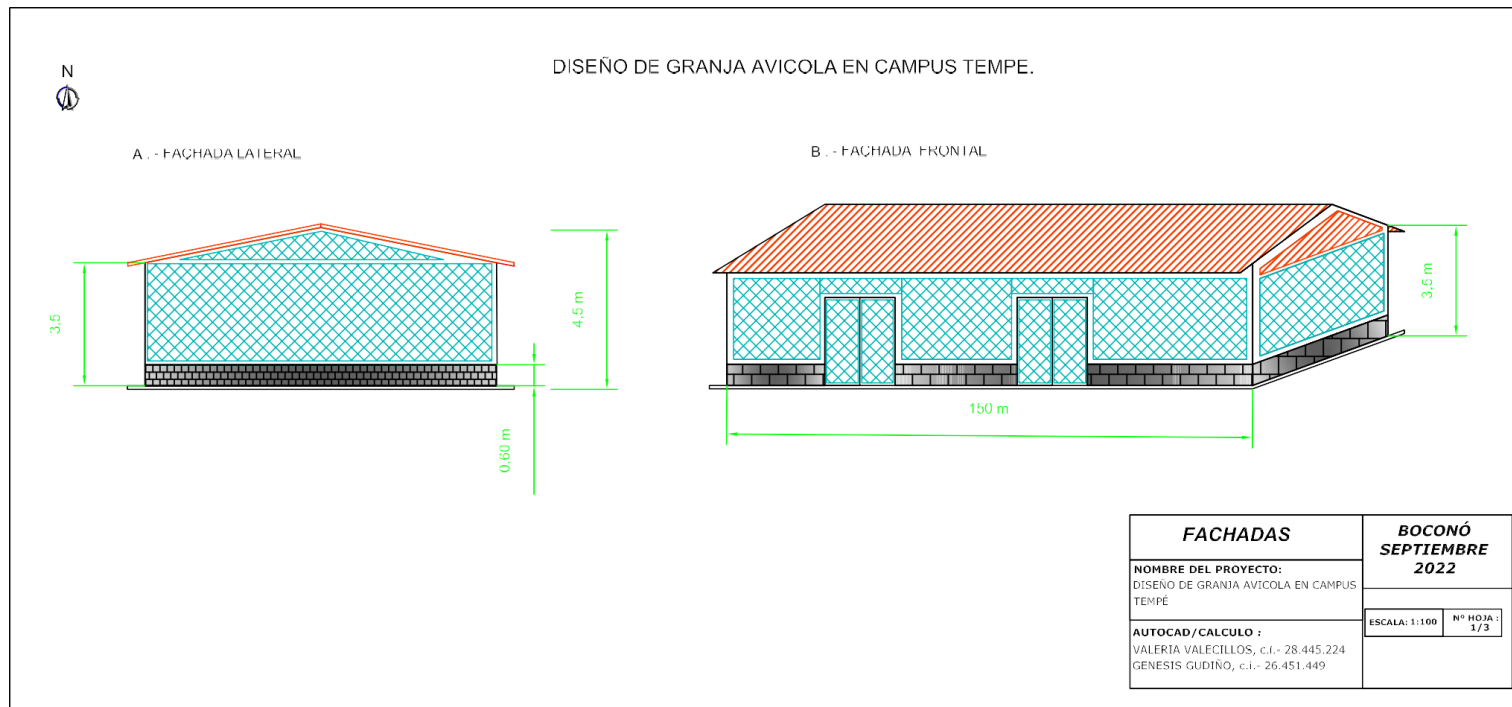 DISEÑO DE GRANJA AVICOLA EN CAMPUS TEMPE.
N
A . - FACHADA LATERAL
B . - FACHADA FRONTAL
3,5
4,5 m
0,60 m
3,5 m
150 m
FACHADAS
BOCONÓ
SEPTIEMBRE
2022
NOMBRE DEL PROYECTO:
DISEÑO DE GRANJA AVICOLA EN CAMPUS
TEMPÉ
ESCALA: 1:100
Nº HOJA :
1/3
AUTOCAD/CALCULO :
VALERIA VALECILLOS, c.i.- 28.445.224
GENESIS GUDIÑO, c.i.- 26.451.449